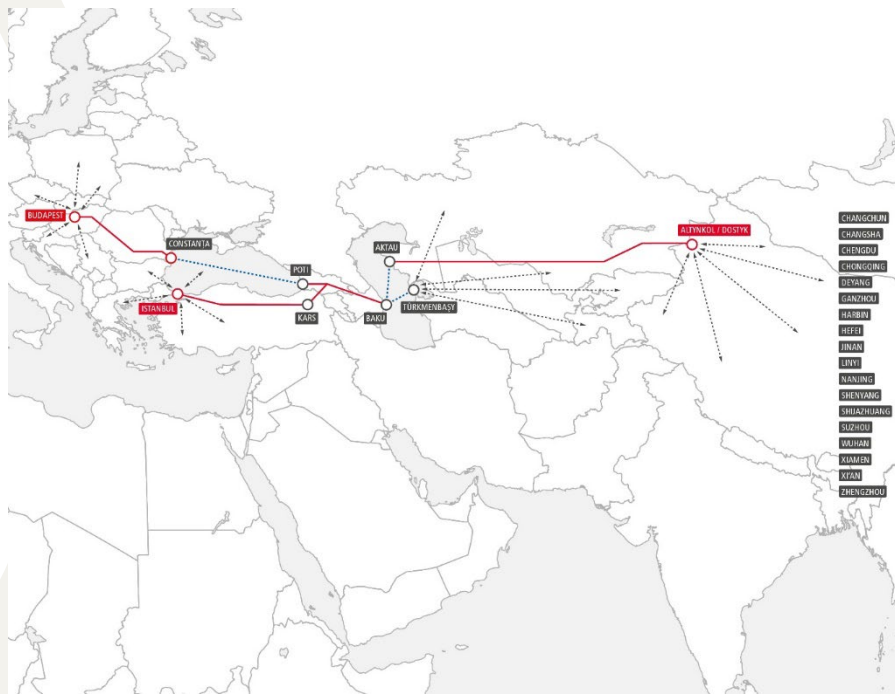 BUDAPEST
CONSTANȚA
ISTANBUL
POTI
KARS
BAKU
AKTAU
TÜRKMENBAŞY
ALTYNKOL / DOSTYK
CHANGCHUN
CHANGSHA
CHENGDU
CHONGQING
DEYANG
GANZHOU
HARBIN
HEFEI
JINAN
LINYI
NANJING
SHENYANG
SHIJIAZHUANG
SUZHOU
WUHAN
XIAMEN
XI'AN
ZHENGZHOU